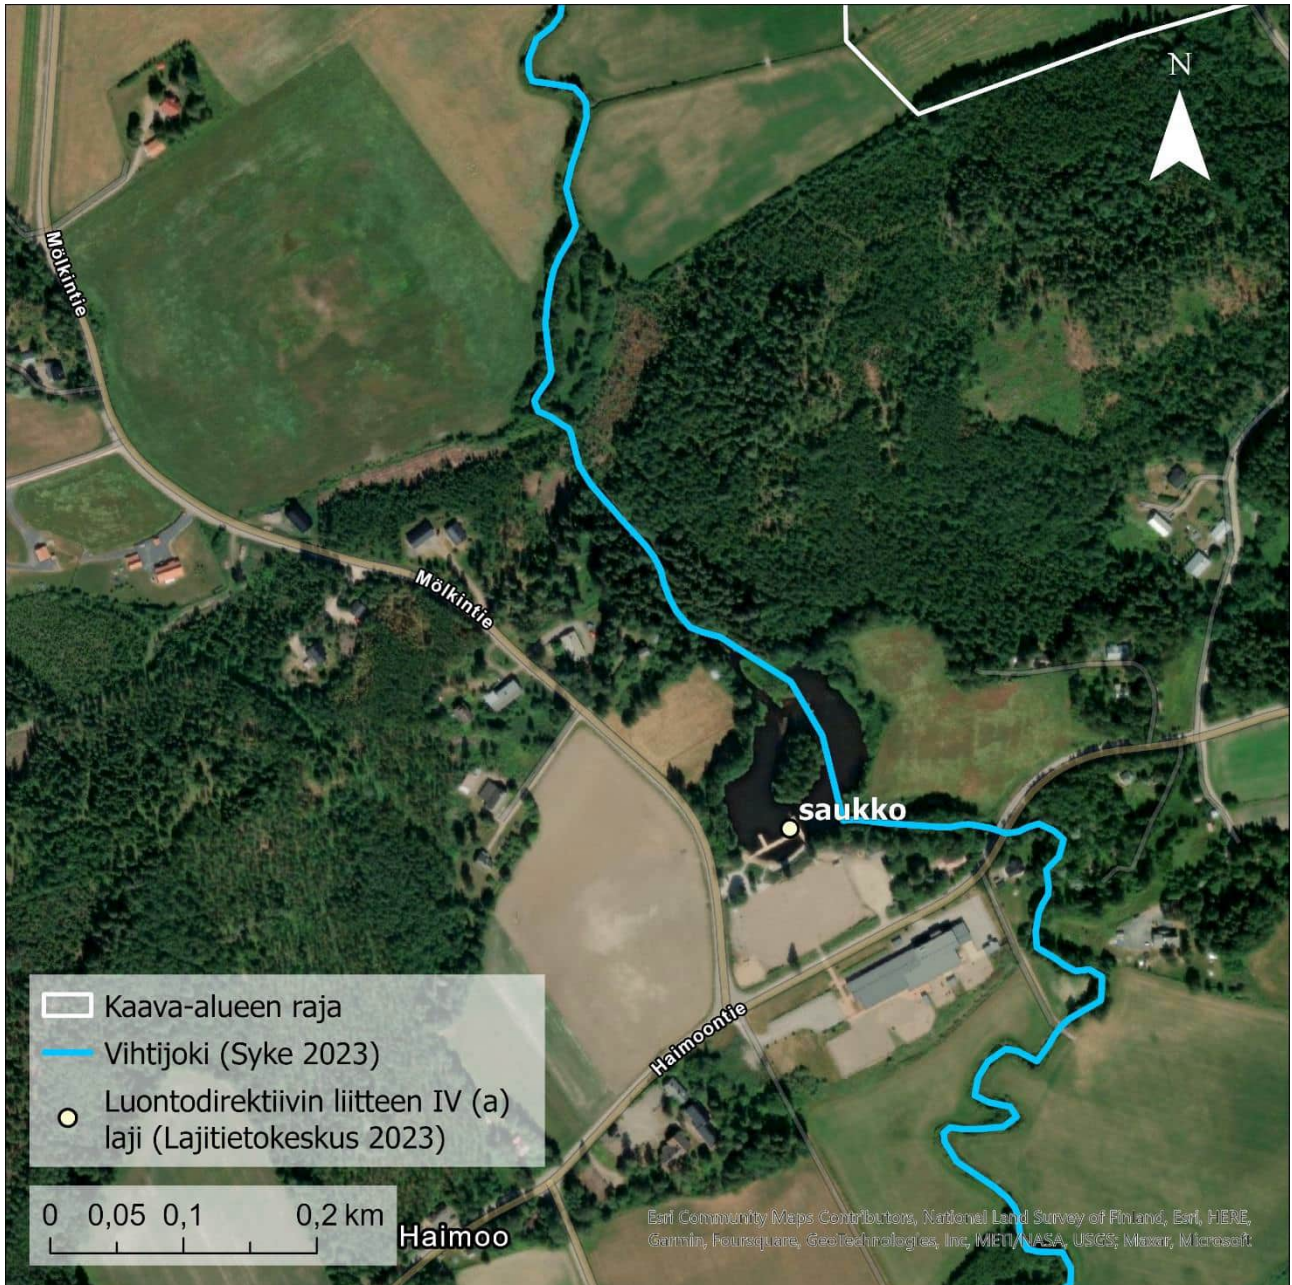 N
Mölkintie
Mölkintie
saukko
Haimoontie
Kaava-alueen raja
Vihtijoki (Syke 2023)
Luontodirektiivin liitteen IV (a)
laji (Lajitietokeskus 2023)
0 0,05 0,1 0,2 km
Haimoo
Esri Community Maps Contributors, National Land Survey of Finland, Esri, HERE,
Garmin, Foursquare, GeoTechnologies, Inc, METI/NASA, USGS; Maxar, Microsoft